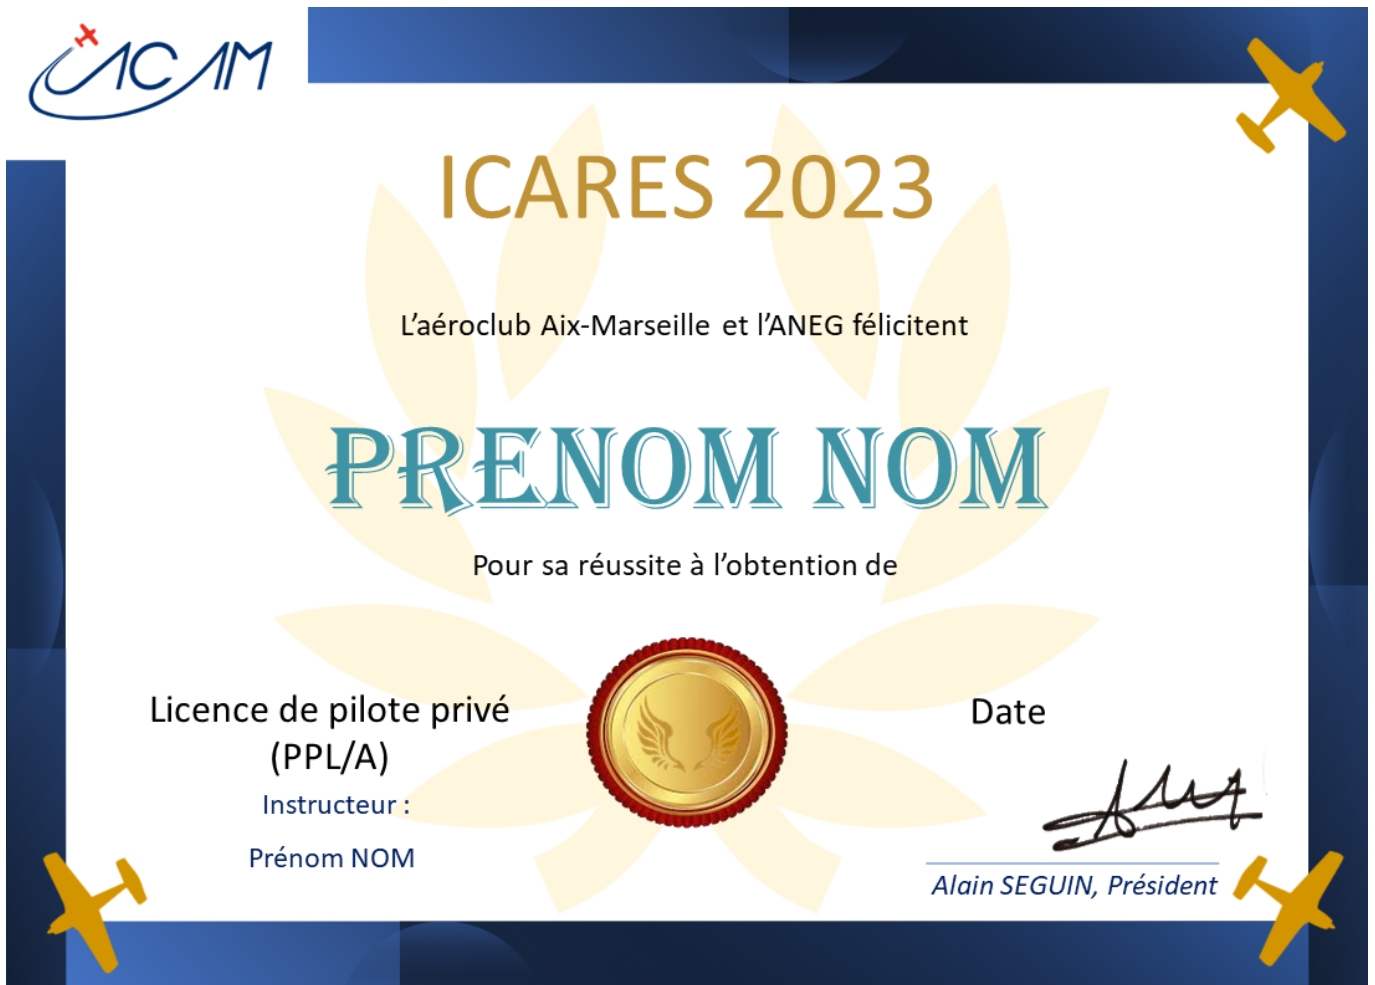 ACAM
ICARES 2023
L’aéroclub Aix-Marseille et l’ANEG félicitent
PRENOM NOM
Pour sa réussite à l’obtention de
Licence de pilote privé
(PPL/A)
Instructeur :
Prénom NOM
Date
Alain SEGUIN, Président